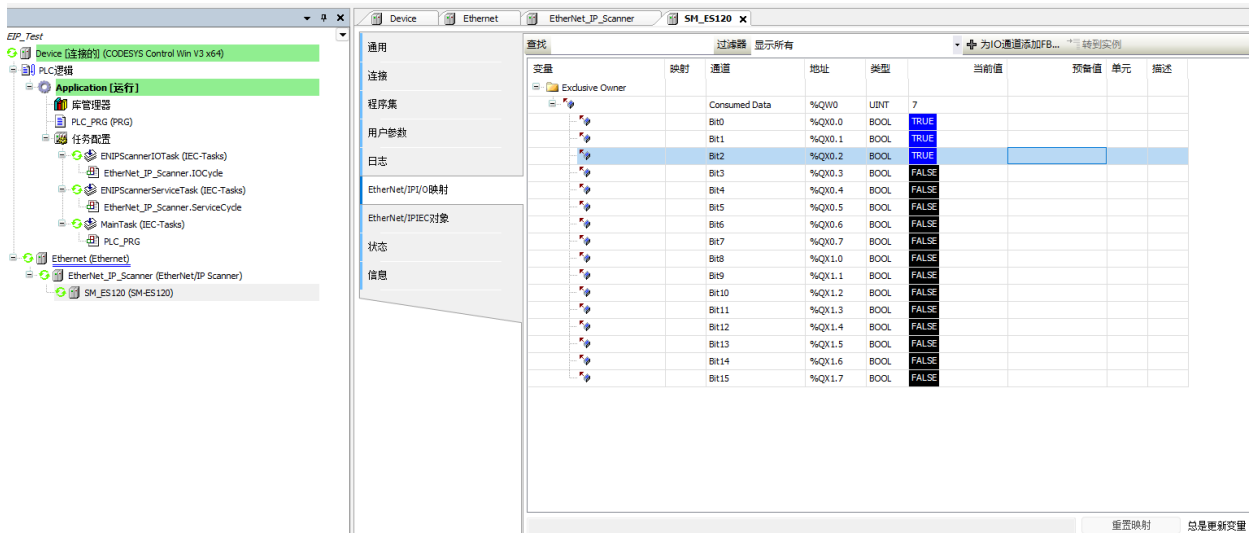 Device
Ethernet
EtherNet_IP_Scanner
SM_ES120
EIP_Test
Device [连接的] (CODESYS Control Win V3 x64)
PLC逻辑
Application [运行]
库管理器
PLC_PRG (PRG)
任务配置
ENIPScannerIOTask (IEC-Tasks)
EtherNet_IP_Scanner.IOCycle
ENIPScannerServiceTask (IEC-Tasks)
EtherNet_IP_Scanner.ServiceCycle
MainTask (IEC-Tasks)
PLC_PRG
Ethernet (Ethernet)
EtherNet_IP_Scanner (EtherNet/IP Scanner)
SM_ES120 (SM-ES120)
通用
连接
程序集
用户参数
日志
EtherNet/IPI/O映射
EtherNet/IPIEC对象
状态
信息
查找 过滤器 显示所有 为IO通道添加FB... 转到实例
变量 映射 通道 地址 类型 当前值 预备值 单元 描述
Exclusive Owner
Consumed Data %QW0 UINT 7
Bit0 %QX0.0 BOOL TRUE
Bit1 %QX0.1 BOOL TRUE
Bit2 %QX0.2 BOOL TRUE
Bit3 %QX0.3 BOOL FALSE
Bit4 %QX0.4 BOOL FALSE
Bit5 %QX0.5 BOOL FALSE
Bit6 %QX0.6 BOOL FALSE
Bit7 %QX0.7 BOOL FALSE
Bit8 %QX1.0 BOOL FALSE
Bit9 %QX1.1 BOOL FALSE
Bit10 %QX1.2 BOOL FALSE
Bit11 %QX1.3 BOOL FALSE
Bit12 %QX1.4 BOOL FALSE
Bit13 %QX1.5 BOOL FALSE
Bit14 %QX1.6 BOOL FALSE
Bit15 %QX1.7 BOOL FALSE
重置映射 总是更新变量